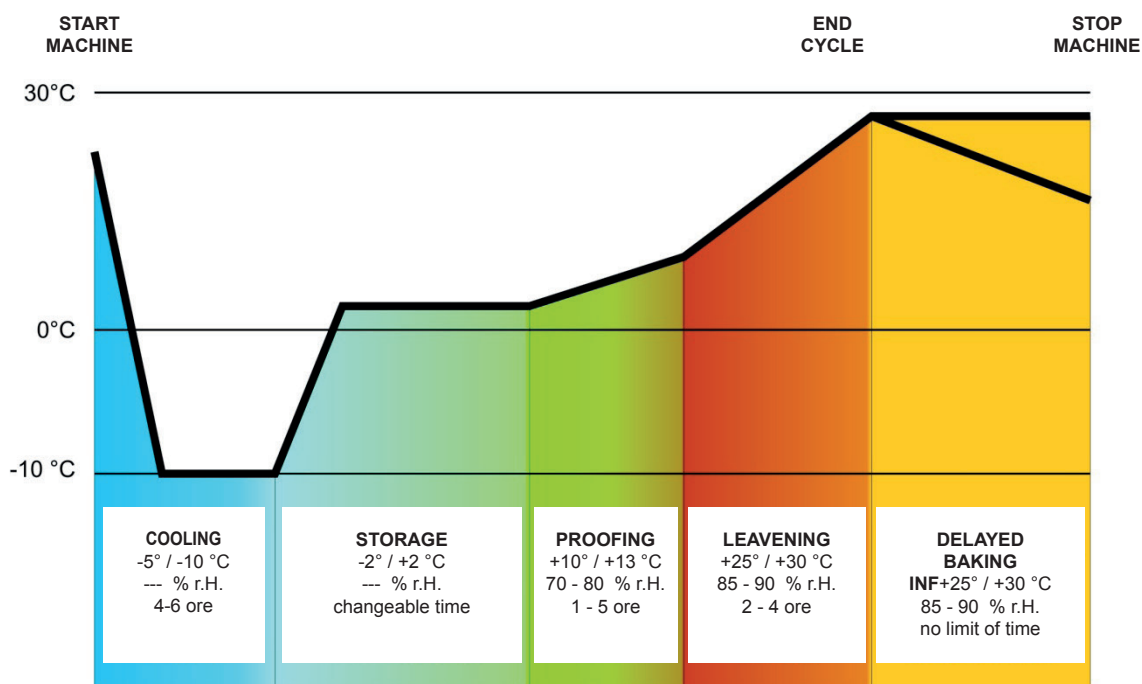 START
MACHINE
END
CYCLE
STOP
MACHINE
30°C
0°C
-10 °C
COOLING
-5° / -10 °C
--- % r.H.
4-6 ore
STORAGE
-2° / +2 °C
--- % r.H.
changeable time
PROOFING
+10° / +13 °C
70 - 80 % r.H.
1 - 5 ore
LEAVENING
+25° / +30 °C
85 - 90 % r.H.
2 - 4 ore
DELAYED
BAKING
INF+25° / +30 °C
85 - 90 % r.H.
no limit of time